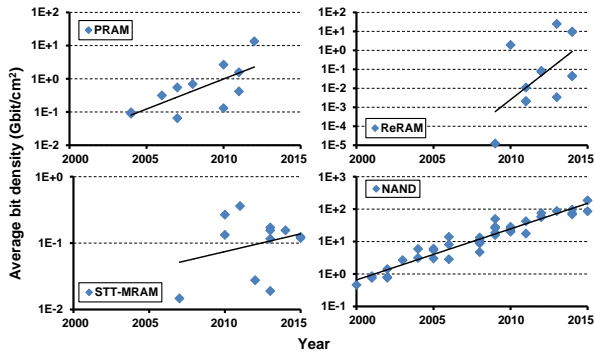 Average bit density (Gbit/cm²)
1E+2
1E+1
1E+0
1E-1
1E-2
PRAM
2000
2005
2010
2015
1E+2
1E+1
1E+0
1E-1
1E-2
1E-3
1E-4
1E-5
ReRAM
2000
2005
2010
2015
1E+0
1E-1
1E-2
STT-MRAM
2000
2005
2010
2015
1E+3
1E+2
1E+1
1E+0
1E-1
NAND
2000
2005
2010
2015
Year